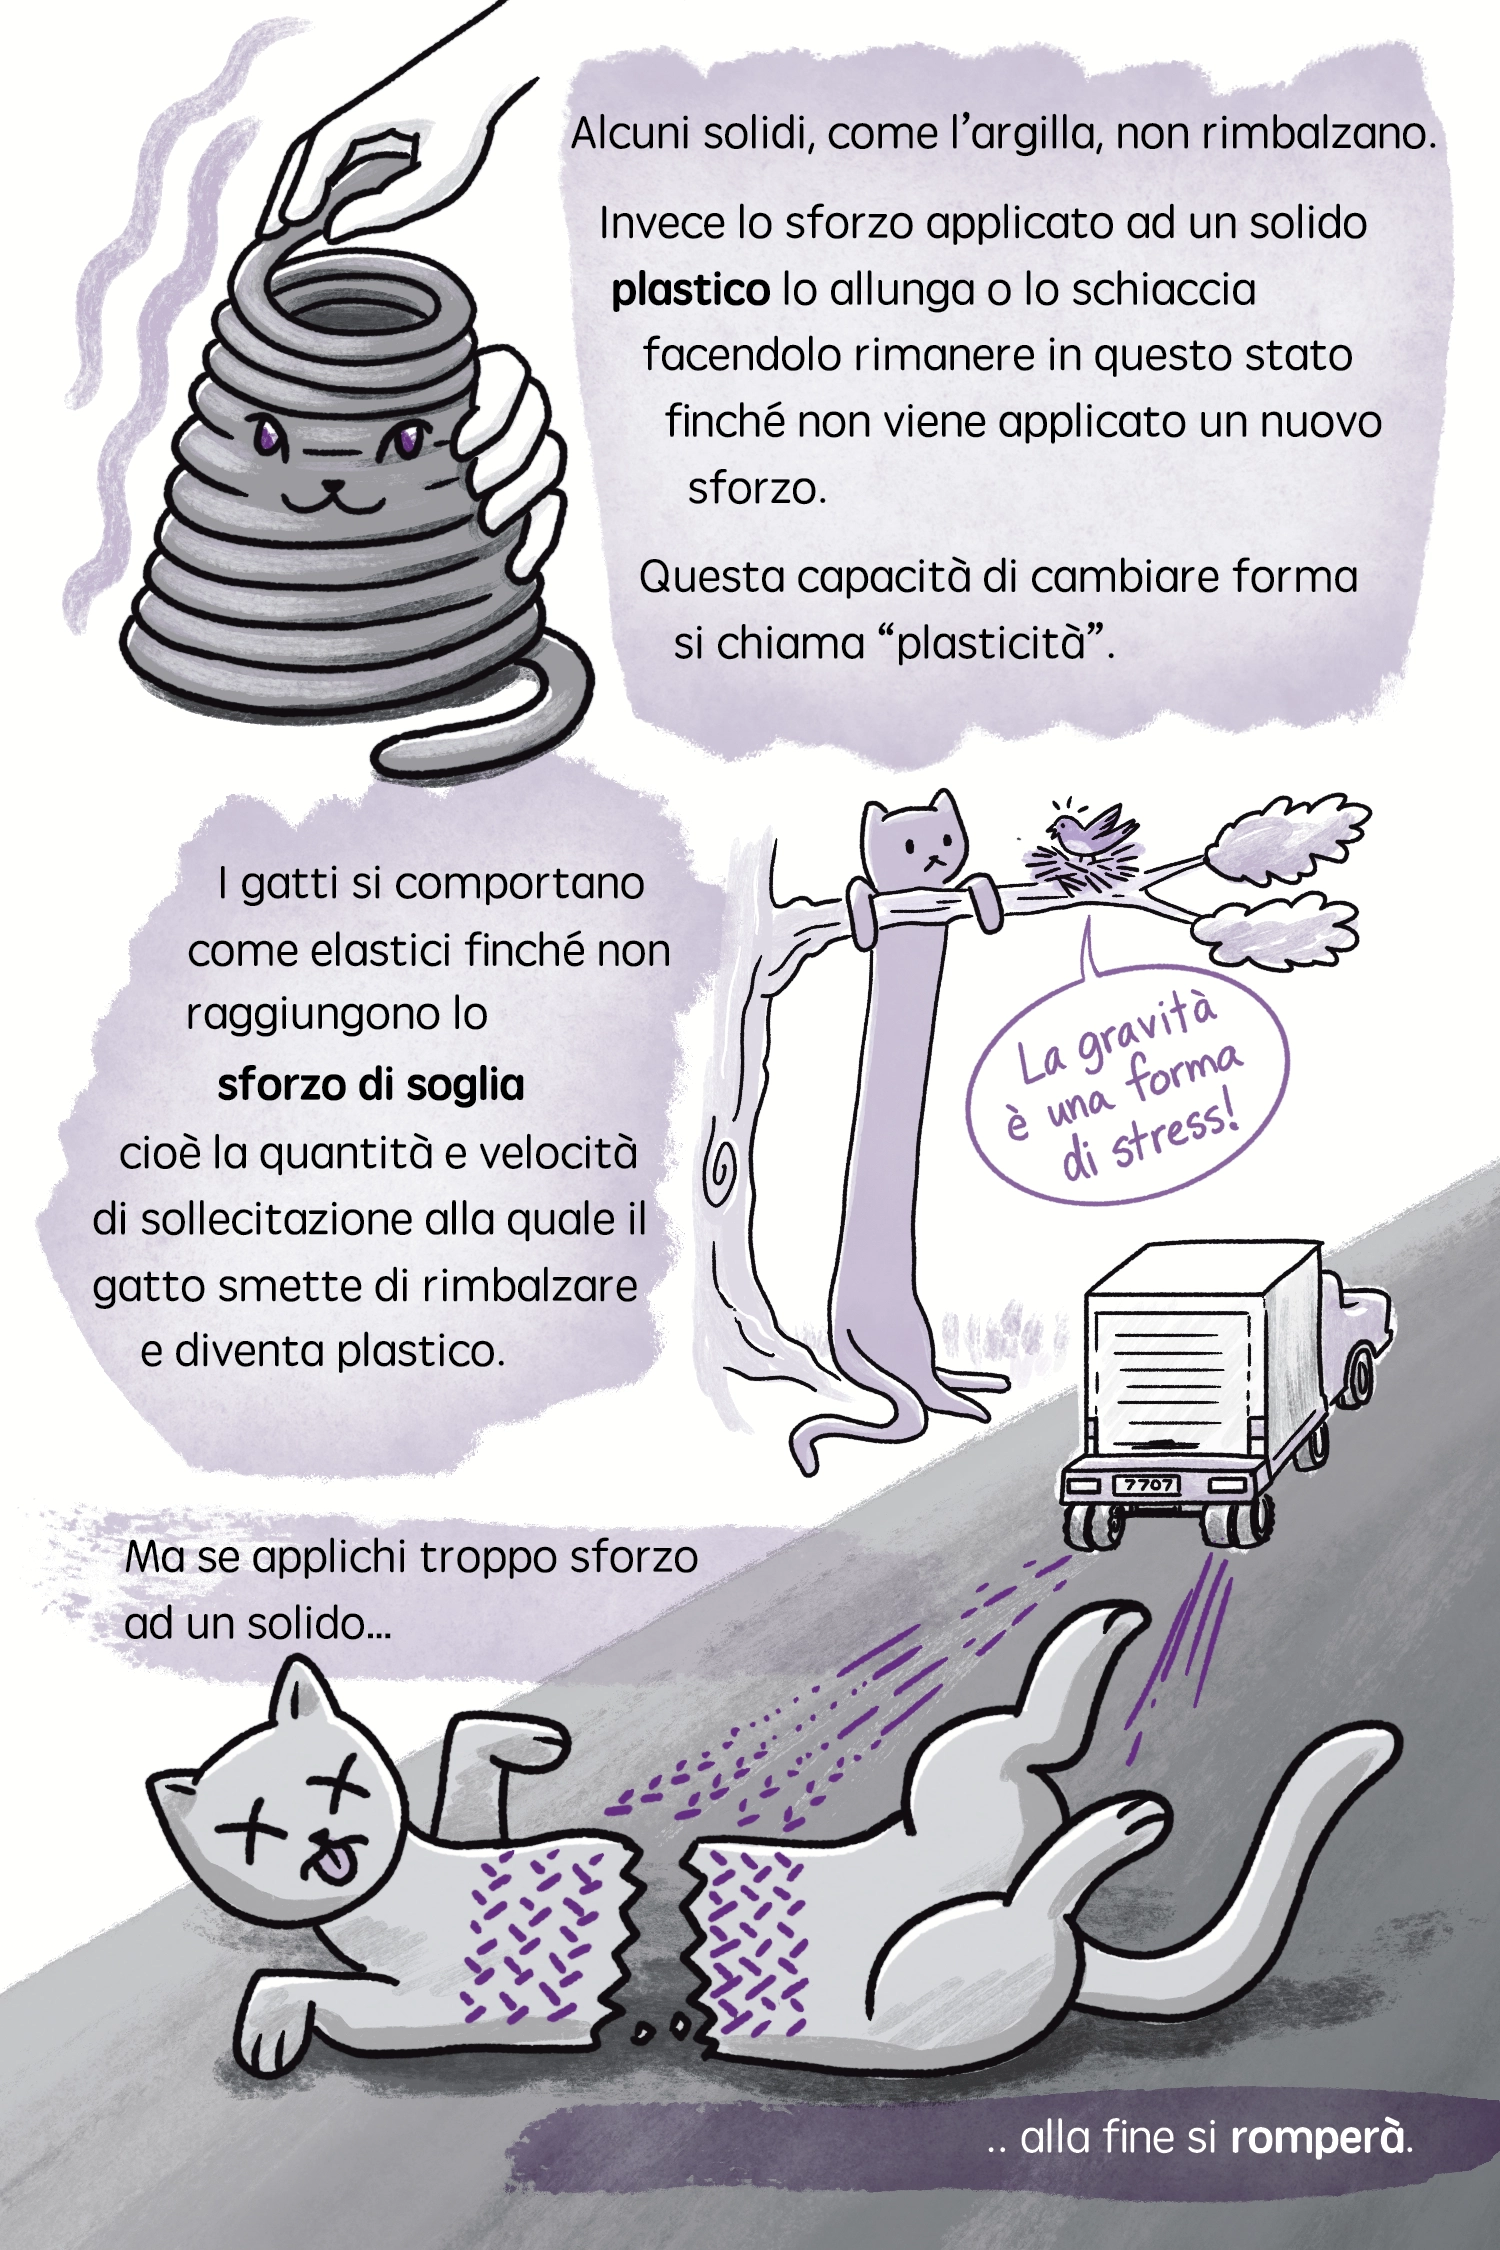 Alcuni solidi, come l’argilla, non rimbalzano.
Invece lo sforzo applicato ad un solido
plastico lo allunga o lo schiaccia
facendolo rimanere in questo stato
finché non viene applicato un nuovo
sforzo.
Questa capacità di cambiare forma
si chiama “plasticità”.
I gatti si comportano
come elastici finché non
raggiungono lo
sforzo di soglia
cioè la quantità e velocità
di sollecitazione alla quale il
gatto smette di rimbalzare
e diventa plastico.
La gravità
è una forma
di stress!
7707
Ma se applichi troppo sforzo
ad un solido...
.. alla fine si romperà.